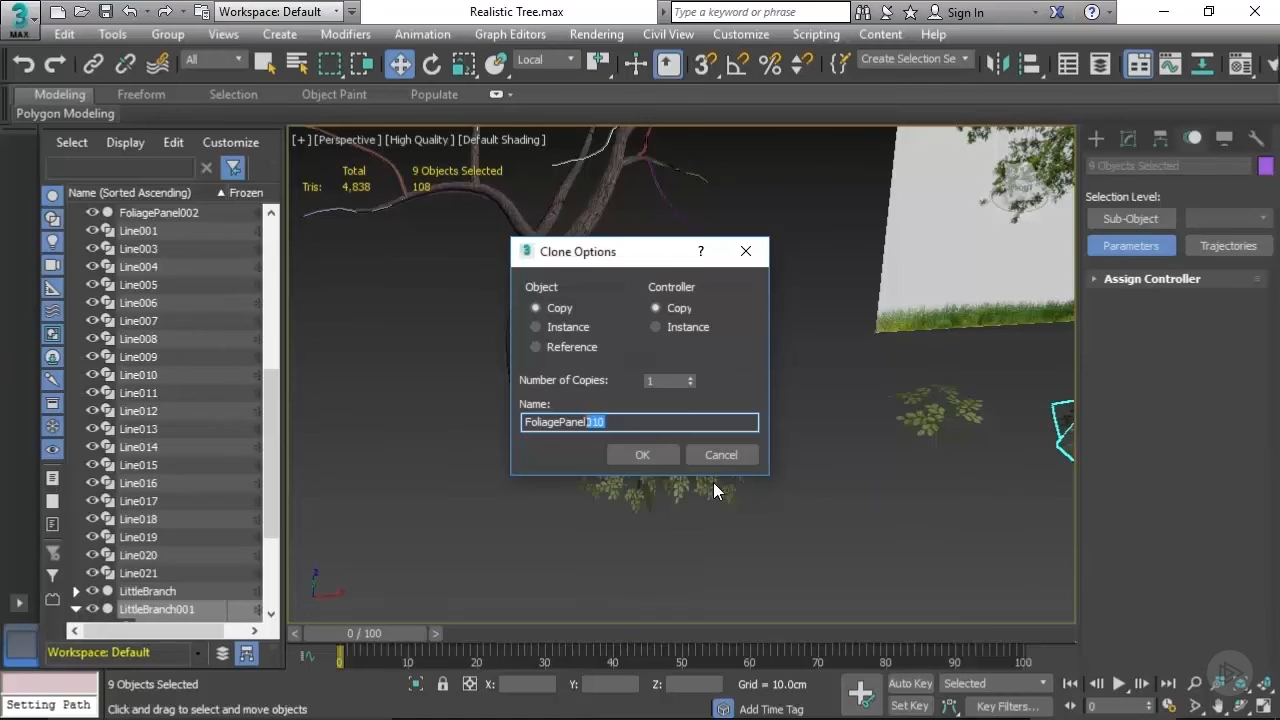 3
MAX
Workspace: Default
Realistic Tree.max
Type a keyword or phrase
Sign In
Edit Tools Group Views Create Modifiers Animation Graph Editors Rendering Civil View Customize Scripting Content Help
All
Local
Create Selection Se
Modeling Freeform Selection Object Paint Populate
Polygon Modeling
Select Display Edit Customize
Name (Sorted Ascending) Frozen
FoliagePanel002
Line001
Line003
Line004
Line005
Line006
Line007
Line008
Line009
Line010
Line011
Line012
Line013
Line014
Line015
Line016
Line017
Line018
Line019
Line020
Line021
LittleBranch
LittleBranch001
Workspace: Default
[+] [Perspective] [High Quality] [Default Shading]
Total 9 Objects Selected
Tris: 4,838 108
Clone Options
?
Object Controller
Copy Copy
Instance Instance
Reference
Number of Copies: 1
Name:
FoliagePanel010
OK Cancel
z
9 Objects Selected
Selection Level:
Sub-Object
Parameters Trajectories
Assign Controller
< 0 / 100 >
0 10 20 30 40 50 60 70 80 90 100
9 Objects Selected
X: Y: Z: Grid = 10.0cm
Auto Key Selected
Setting Path
Click and drag to select and move objects
Add Time Tag
Set Key Key Filters...
0